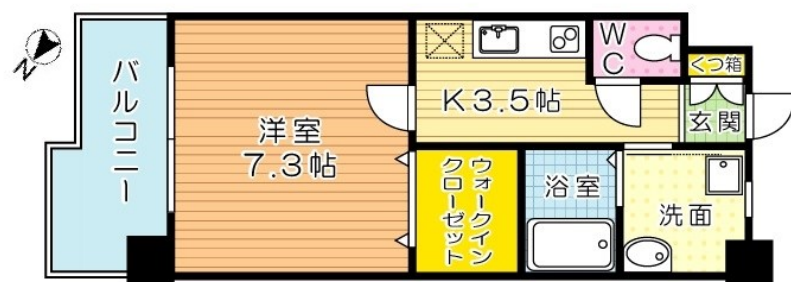 N
バルコニー
洋室
7.3帖
K3.5帖
WC
くつ箱
玄関
ウォークイン
クローゼット
浴室
洗面